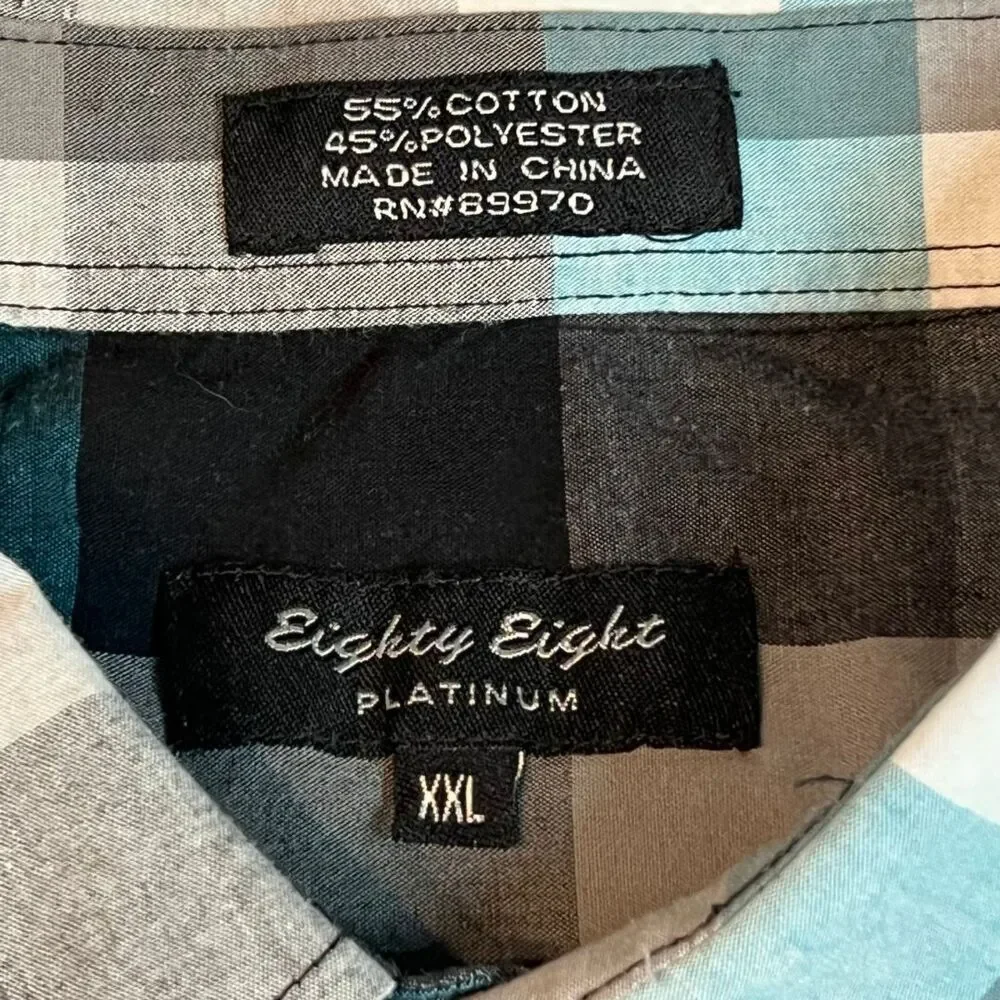 55% COTTON
45% POLYESTER
MADE IN CHINA
RN#89970
Eighty Eight
PLATINUM
XXL